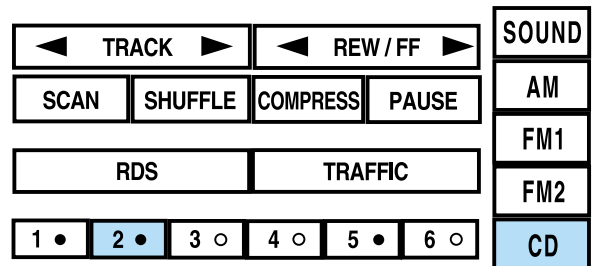 ◄ TRACK ► ◄ REW / FF ► SOUND
SCAN SHUFFLE COMPRESS PAUSE AM
FM1
RDS TRAFFIC
FM2
1 ● 2 ● 3 ○ 4 ○ 5 ● 6 ○ CD